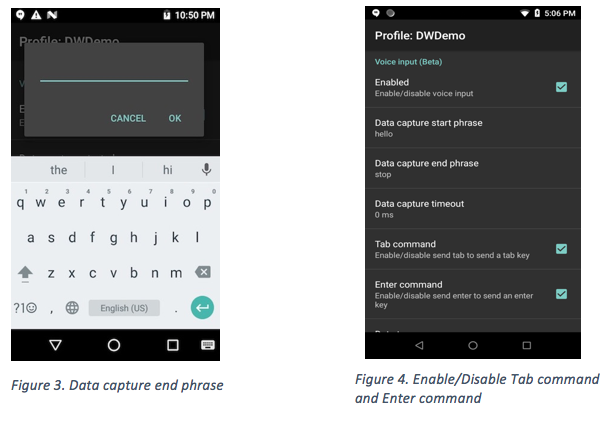 10:50 PM
Profile: DWDemo
CANCEL OK
the I hi
1 2 3 4 5 6 7 8 9 0
q w e r t y u i o p
a s d f g h j k l
z x c v b n m
?1☺ , English (US) .
Figure 3. Data capture end phrase
5:06 PM
Profile: DWDemo
Voice input (Beta)
Enabled
Enable/disable voice input
Data capture start phrase
hello
Data capture end phrase
stop
Data capture timeout
0 ms
Tab command
Enable/disable send tab to send a tab key
Enter command
Enable/disable send enter to send an enter
key
Figure 4. Enable/Disable Tab command
and Enter command